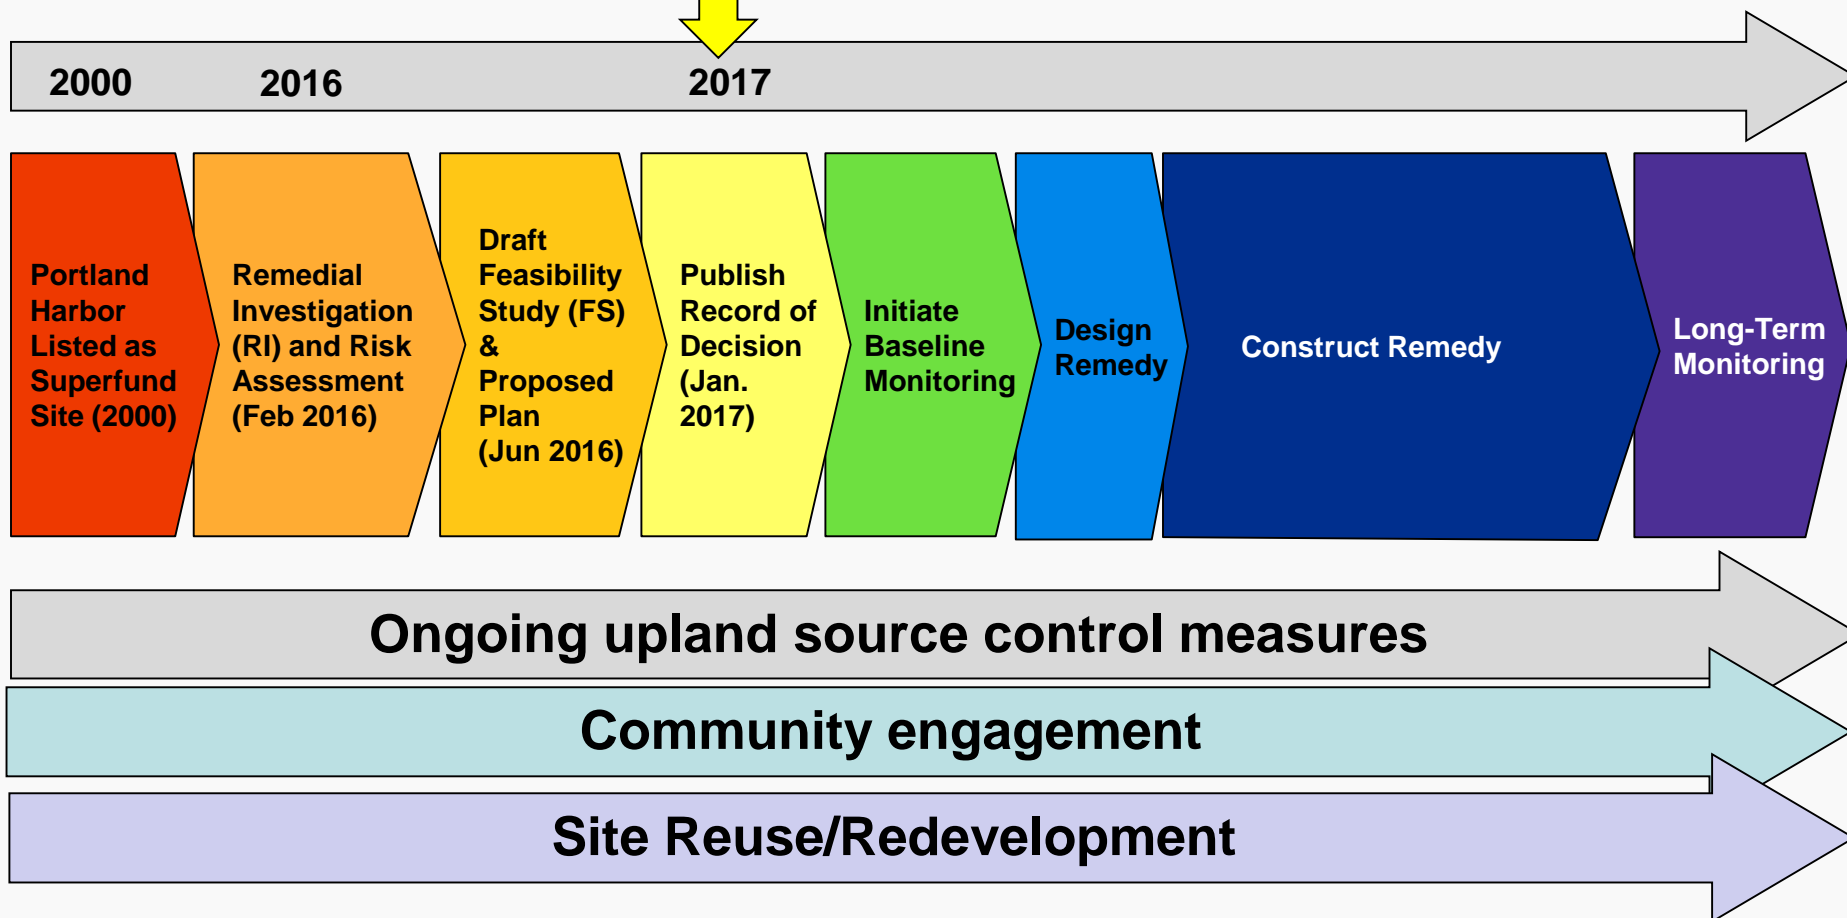 2000
2016
2017
Portland
Harbor
Listed as
Superfund
Site (2000)
Remedial
Investigation
(RI) and Risk
Assessment
(Feb 2016)
Draft
Feasibility
Study (FS)
&
Proposed
Plan
(Jun 2016)
Publish
Record of
Decision
(Jan.
2017)
Initiate
Baseline
Monitoring
Design
Remedy
Construct Remedy
Long-Term
Monitoring
Ongoing upland source control measures
Community engagement
Site Reuse/Redevelopment